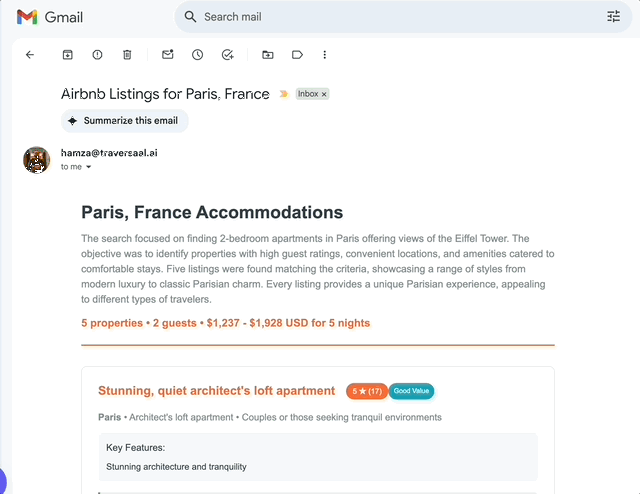 Gmail
Search mail
Airbnb Listings for Paris, France
Inbox ×
Summarize this email
hamza@traversaal.ai
to me
Paris, France Accommodations
The search focused on finding 2-bedroom apartments in Paris offering views of the Eiffel Tower. The
objective was to identify properties with high guest ratings, convenient locations, and amenities catered to
comfortable stays. Five listings were found matching the criteria, showcasing a range of styles from
modern luxury to classic Parisian charm. Every listing provides a unique Parisian experience, appealing
to different types of travelers.
5 properties • 2 guests • $1,237 - $1,928 USD for 5 nights
Stunning, quiet architect's loft apartment 5 ★ (17) Good Value
Paris • Architect's loft apartment • Couples or those seeking tranquil environments
Key Features:
Stunning architecture and tranquility